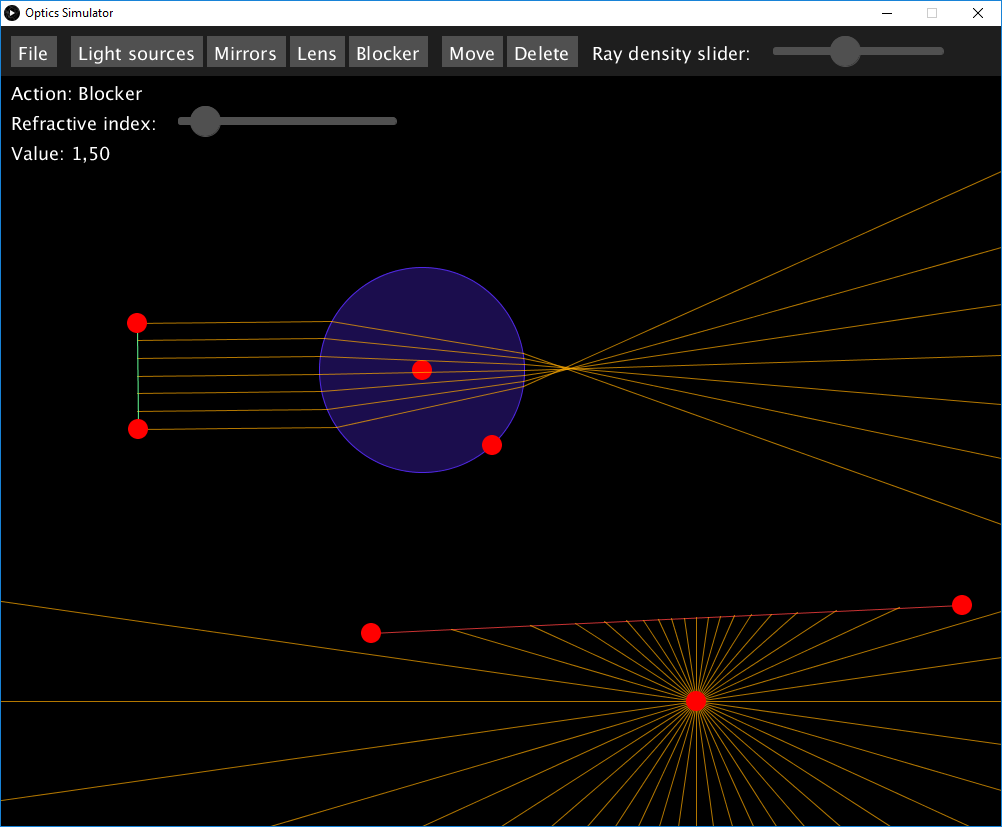 Optics Simulator
File Light sources Mirrors Lens Blocker Move Delete Ray density slider:
Action: Blocker
Refractive index:
Value: 1,50